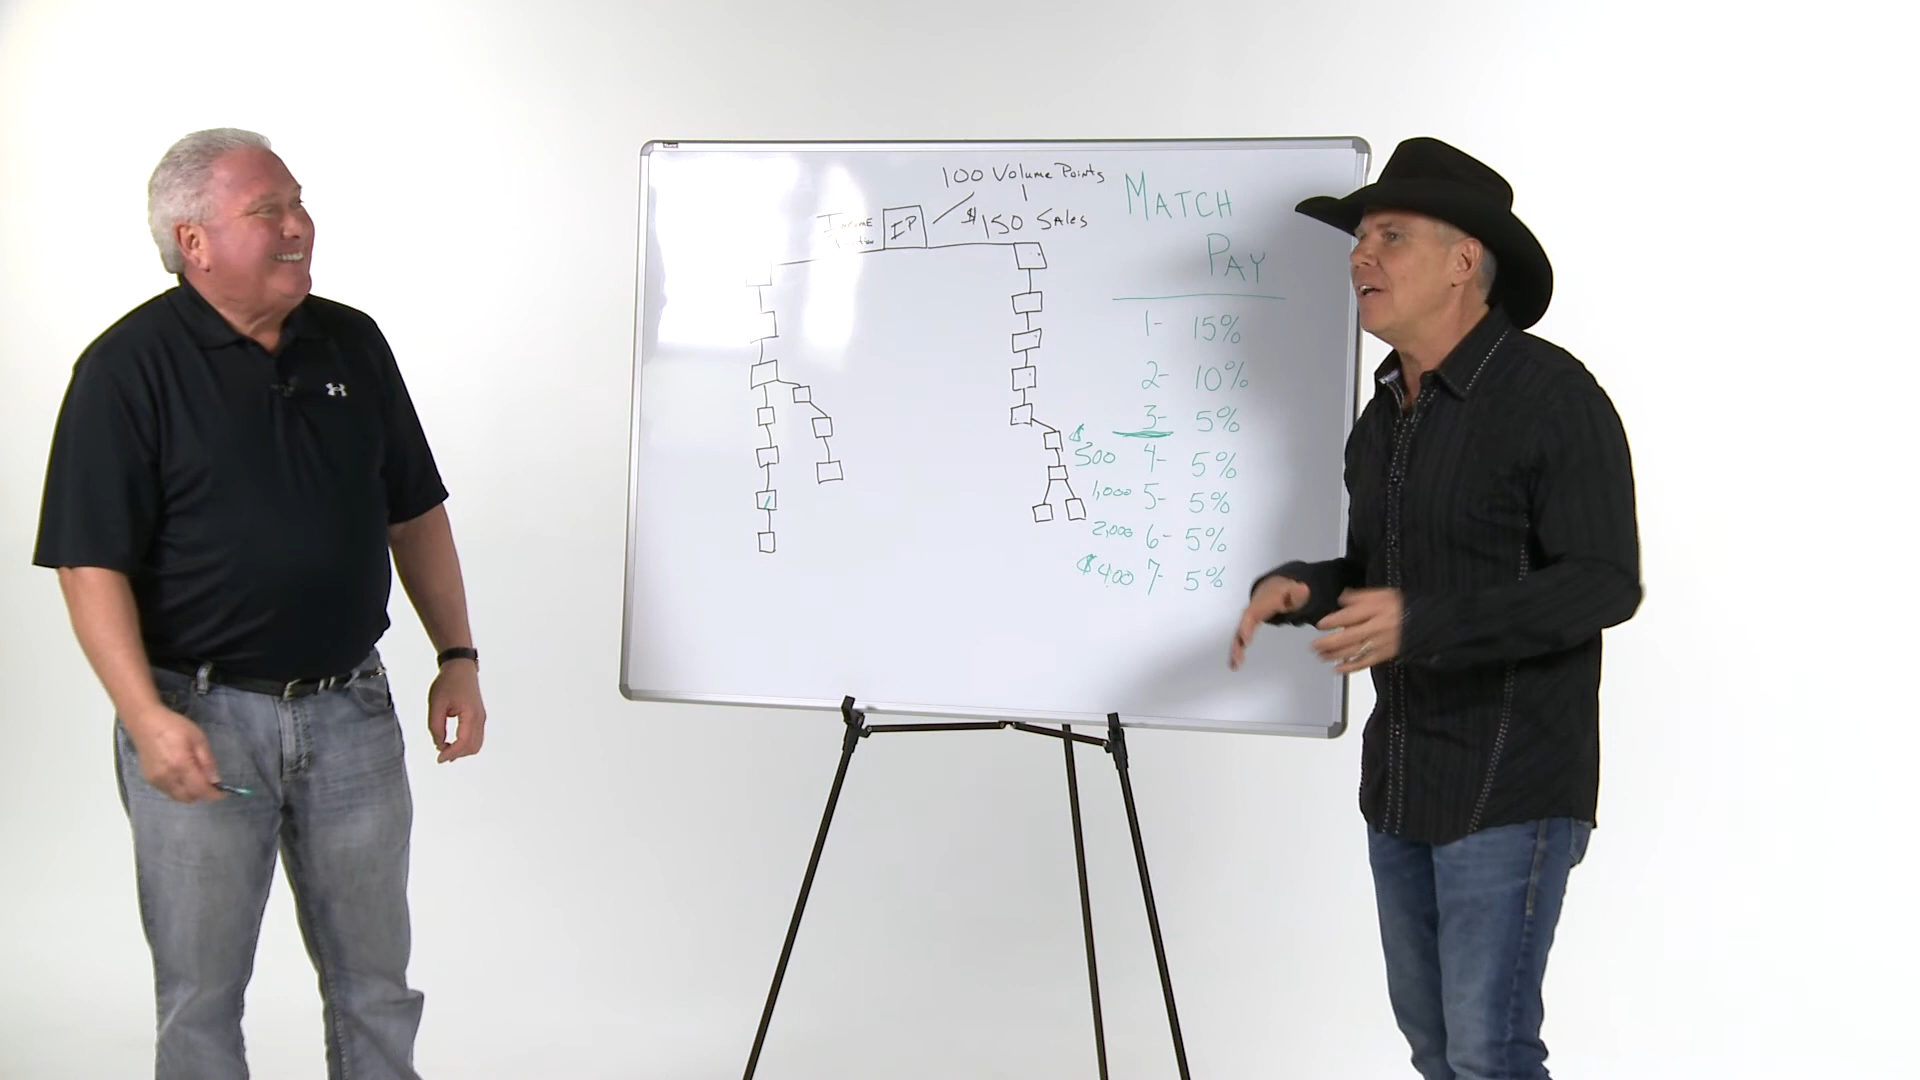 100 Volume Points
$150 Sales
Income
IP
MATCH
PAY
1- 15%
2- 10%
3- 5%
$500 4- 5%
1,000 5- 5%
2,000 6- 5%
$400 7- 5%